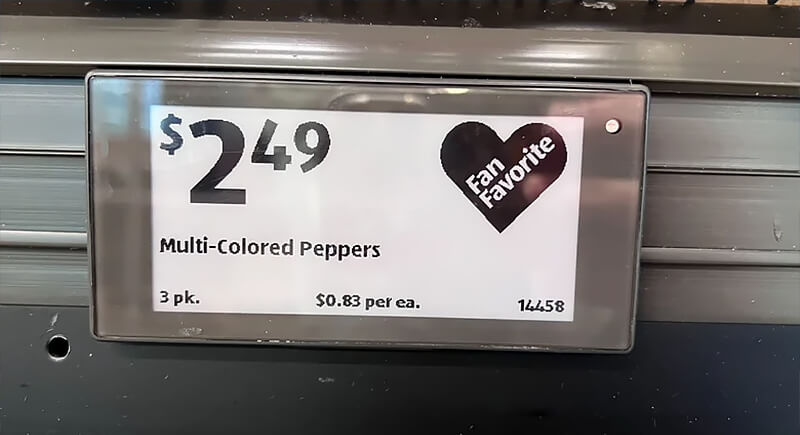 $2.49
Fan
Favorite
Multi-Colored Peppers
3 pk. $0.83 per ea. 14458